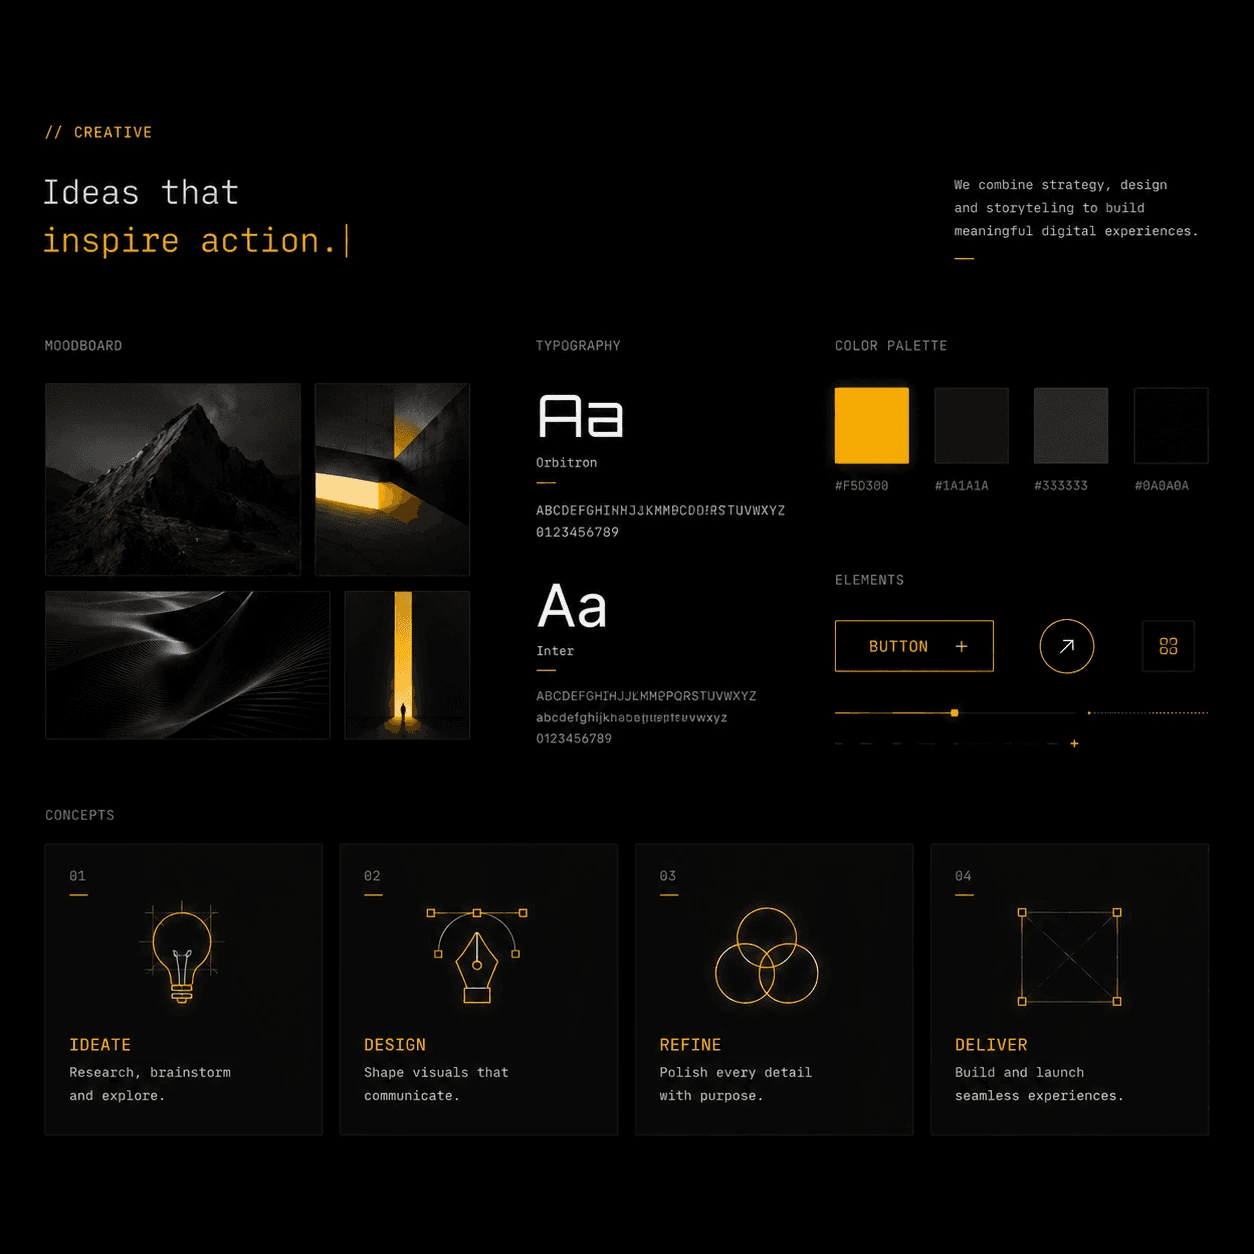 // CREATIVE
Ideas that
inspire action.
We combine strategy, design
and storyteling to build
meaningful digital experiences.
MOODBOARD
TYPOGRAPHY
COLOR PALETTE
Aa
Orbitron
0123456789
#F5D300
#1A1A1A
#333333
#0A0A0A
Aa
Inter
0123456789
ELEMENTS
BUTTON +
CONCEPTS
01
IDEATE
Research, brainstorm
and explore.
02
DESIGN
Shape visuals that
communicate.
03
REFINE
Polish every detail
with purpose.
04
DELIVER
Build and launch
seamless experiences.